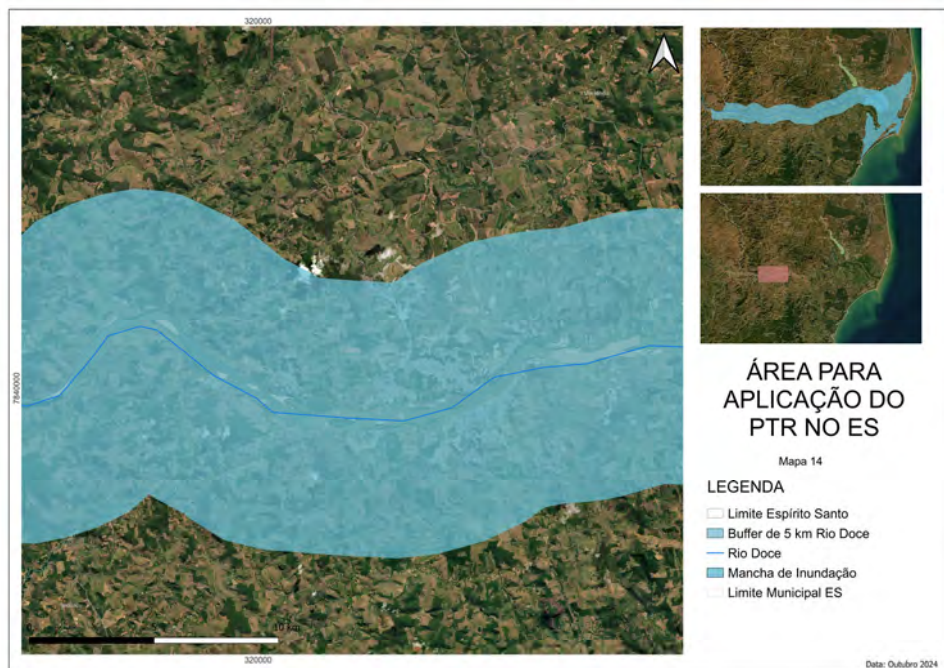 320000
7840000
0
10 km
320000
ÁREA PARA
APLICAÇÃO DO
PTR NO ES
Mapa 14
LEGENDA
Limite Espírito Santo
Buffer de 5 km Rio Doce
Rio Doce
Mancha de Inundação
Limite Municipal ES
Data: Outubro 2024